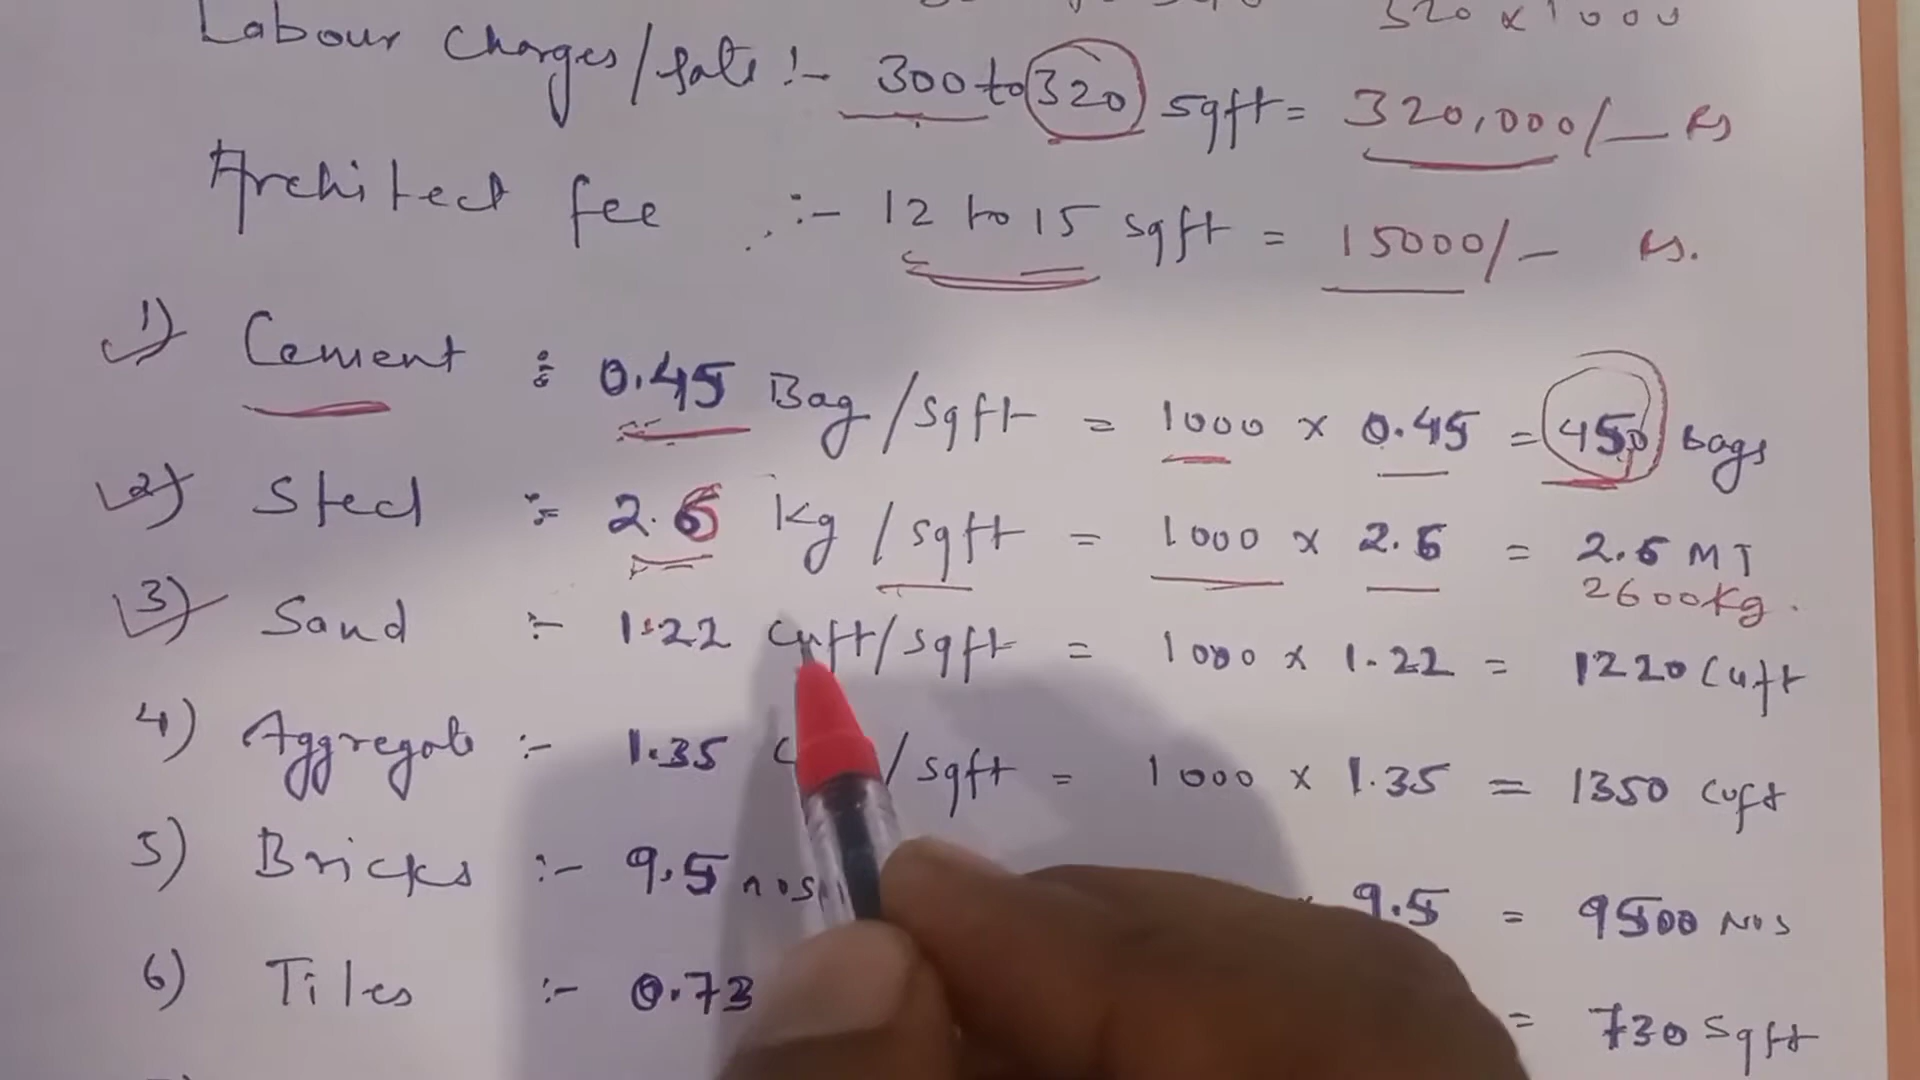 320 x 1000
Labour Charges/rate :- 300 to 320 sqft = 320,000/- Rs
Architect fee :- 12 to 15 sqft = 15000/- Rs.
1) Cement : 0.45 Bag/sqft = 1000 x 0.45 = 450 Bags
2) Steel :- 2.6 Kg/sqft = 1000 x 2.6 = 2.6 MT
2600Kg.
3) Sand :- 1.22 cuft/sqft = 1000 x 1.22 = 1220 Cuft
4) Aggregate :- 1.35 /sqft = 1000 x 1.35 = 1350 Cuft
5) Bricks :- 9.5 nos 9.5 = 9500 Nos
6) Tiles :- 0.73 = 730 Sqft